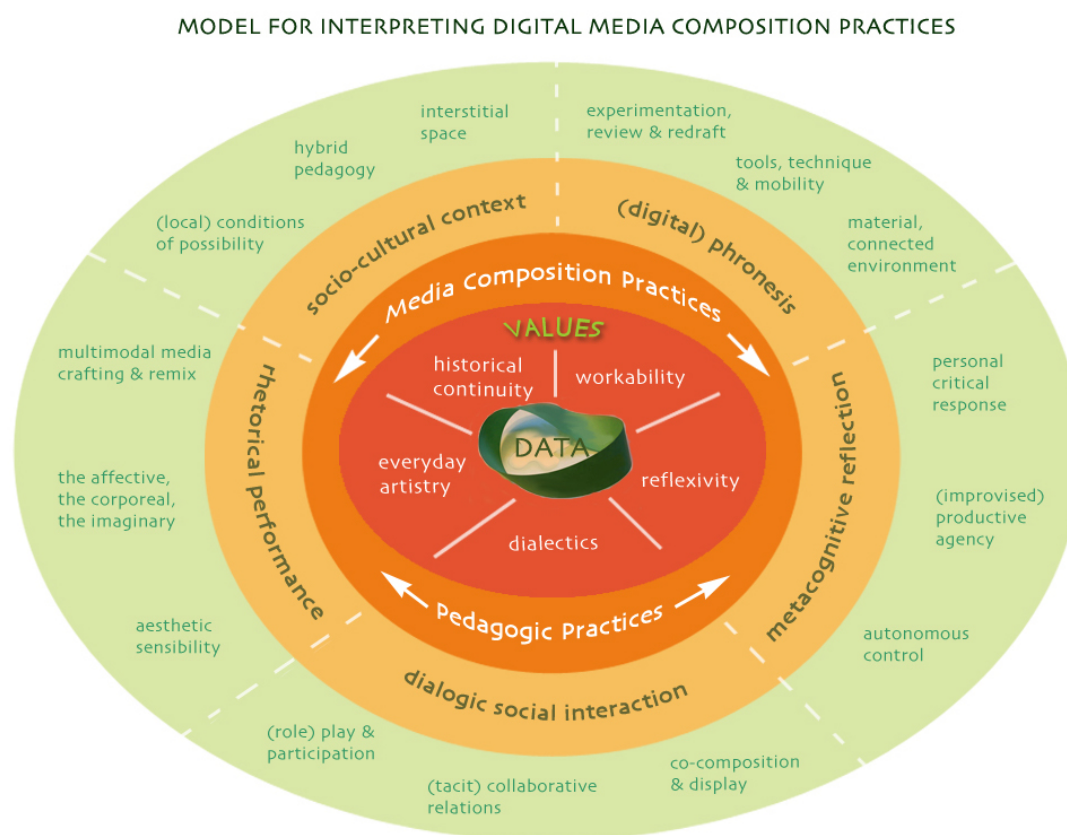 MODEL FOR INTERPRETING DIGITAL MEDIA COMPOSITION PRACTICES
interstitial
space
experimentation,
review & redraft
hybrid
pedagogy
tools, technique
& mobility
(local) conditions
of possibility
material,
connected
environment
socio-cultural context
(digital) phronesis
Media Composition Practices
VALUES
historical
continuity
workability
multimodal media
crafting & remix
personal
critical
response
rhetorical performance
metacognitive reflection
DATA
everyday
artistry
reflexivity
dialectics
the affective,
the corporeal,
the imaginary
(improvised)
productive
agency
Pedagogic Practices
aesthetic
sensibility
autonomous
control
dialogic social interaction
(role) play &
participation
(tacit) collaborative
relations
co-composition
& display